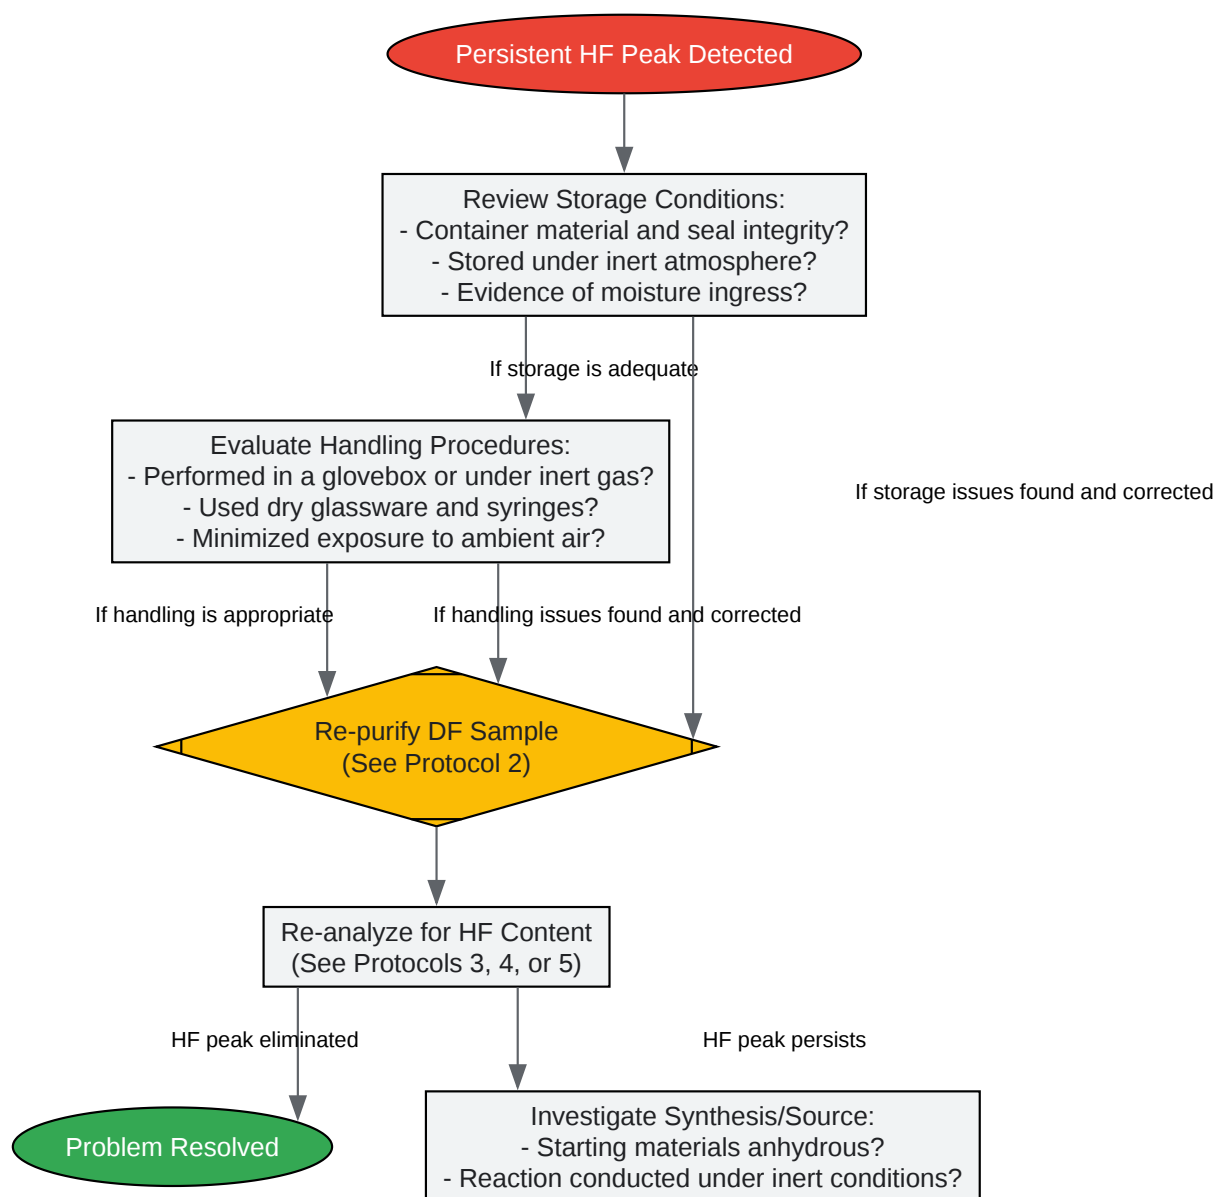 Persistent HF Peak Detected
Review Storage Conditions:
- Container material and seal integrity?
- Stored under inert atmosphere?
- Evidence of moisture ingress?
If storage is adequate
Evaluate Handling Procedures:
- Performed in a glovebox or under inert gas?
- Used dry glassware and syringes?
- Minimized exposure to ambient air?
If storage issues found and corrected
If handling is appropriate
If handling issues found and corrected
Re-purify DF Sample
(See Protocol 2)
Re-analyze for HF Content
(See Protocols 3, 4, or 5)
HF peak eliminated
HF peak persists
Problem Resolved
Investigate Synthesis/Source:
- Starting materials anhydrous?
- Reaction conducted under inert conditions?